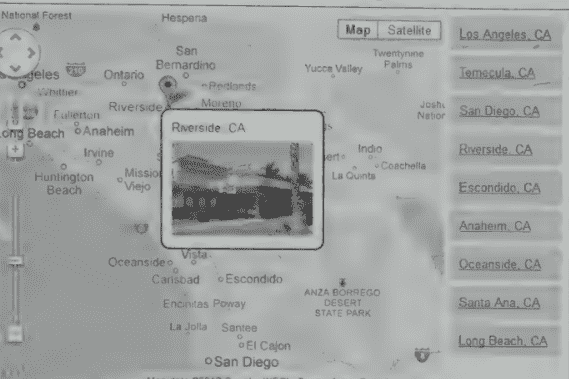 National Forest
Hesperia
Map
Satellite
San
Bernardino
Twentynine
Palms
Yucca Valley
Ontario
Redlands
Whittier
Riverside
Moreno
Fullerton
Long Beach
Anaheim
Irvine
Huntington
Beach
Viejo
Riverside, CA
Indio
Coachella
La Quinta
Oceanside
Vista
Carlsbad
Escondido
Encinitas
Poway
La Jolla
Santee
El Cajon
San Diego
ANZA BORREGO
DESERT
STATE PARK
Los Angeles, CA
Temecula, CA
San Diego, CA
Riverside, CA
Escondido, CA
Anaheim, CA
Oceanside, CA
Santa Ana, CA
Long Beach, CA